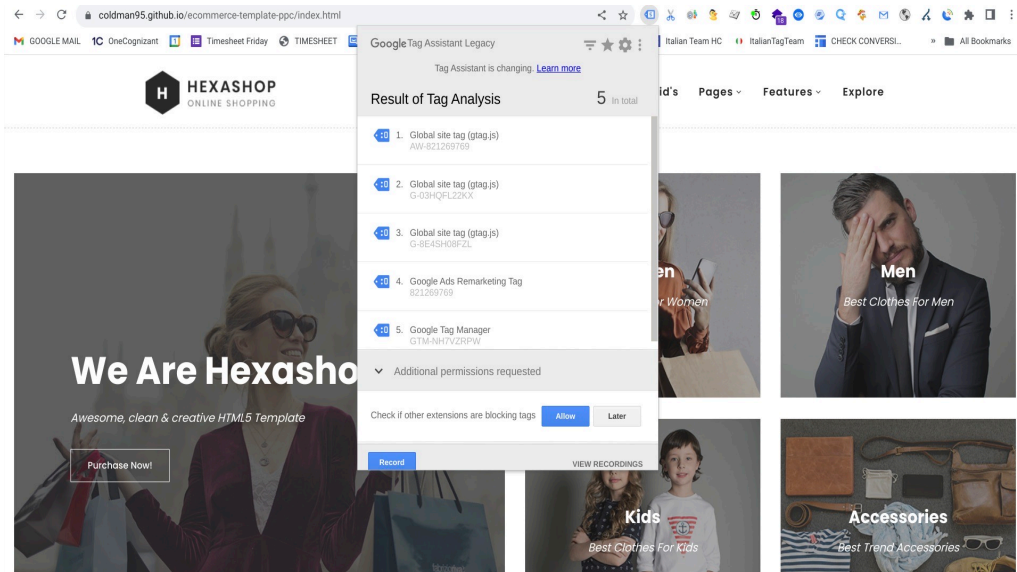 coldman95.github.io/ecommerce-template-ppc/index.html
18
GOOGLE MAIL
1C OneCognizant
1
Timesheet Friday
TIMESHEET
Italian Team HC
ItalianTagTeam
CHECK CONVERSI...
»
All Bookmarks
Google Tag Assistant Legacy
Tag Assistant is changing. Learn more
Result of Tag Analysis
5 In total
1. Global site tag (gtag.js)
AW-821269769
2. Global site tag (gtag.js)
G-03HQFL22KX
3. Global site tag (gtag.js)
G-8E4SH08FZL
4. Google Ads Remarketing Tag
821269769
5. Google Tag Manager
GTM-NH7VZRPW
Additional permissions requested
Check if other extensions are blocking tags
Allow
Later
Record
VIEW RECORDINGS
H
HEXASHOP
ONLINE SHOPPING
id's
Pages
Features
Explore
We Are Hexasho
Awesome, clean & creative HTML5 Template
Purchase Now!
en
or Women
Men
Best Clothes For Men
Kids
Best Clothes For Kids
Accessories
Best Trend Accessories